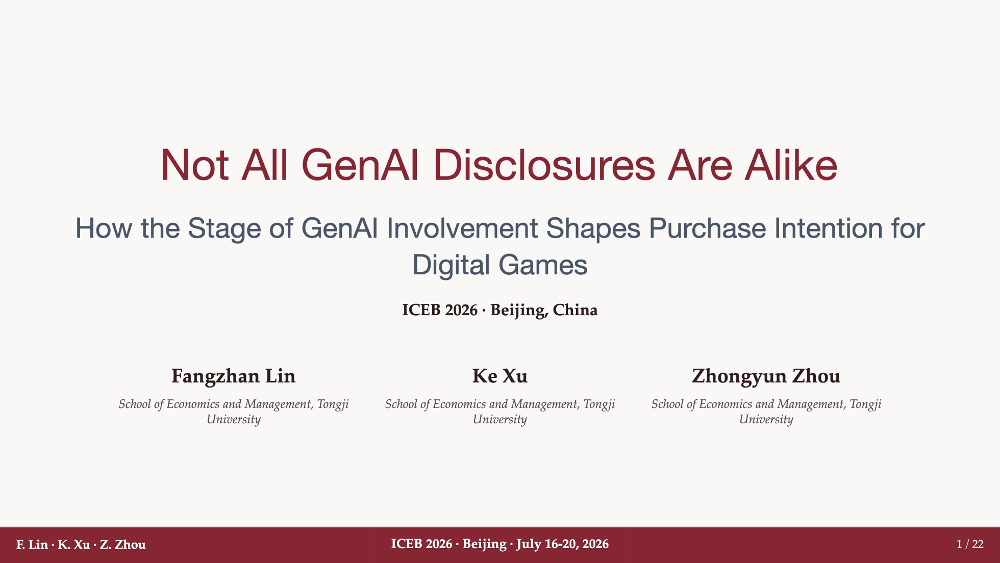 Not All GenAI Disclosures Are Alike
How the Stage of GenAI Involvement Shapes Purchase Intention for
Digital Games
ICEB 2026 · Beijing, China
Fangzhan Lin
School of Economics and Management, Tongji
University
Ke Xu
School of Economics and Management, Tongji
University
Zhongyun Zhou
School of Economics and Management, Tongji
University
F. Lin · K. Xu · Z. Zhou
ICEB 2026 · Beijing · July 16-20, 2026
1 / 22